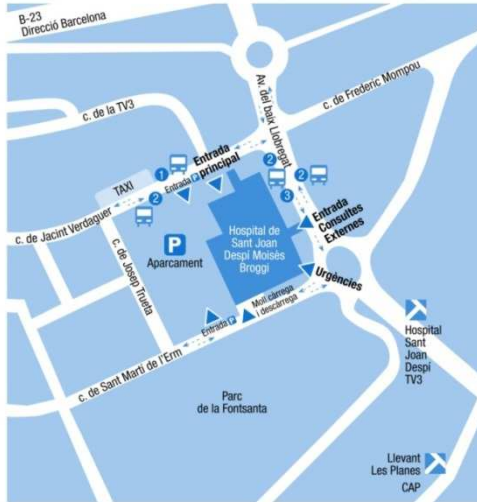 B-23
Direcció Barcelona
c. de la TV3
Av. del baix Llobregat
c. de Frederic Mompou
TAXI
1
2
Entrada P
Entrada
principal
2
2
3
c. de Jacint Verdaguer
P
Aparcament
Hospital de
Sant Joan
Despí Moisès
Broggi
Entrada
Consultes
Externes
Urgències
c. de Josep Trueta
Entrada P
Moll càrrega
i descàrrega
c. de Sant Martí de l'Erm
Hospital
Sant
Joan
Despí
TV3
Parc
de la Fontsanta
Llevant
Les Planes
CAP